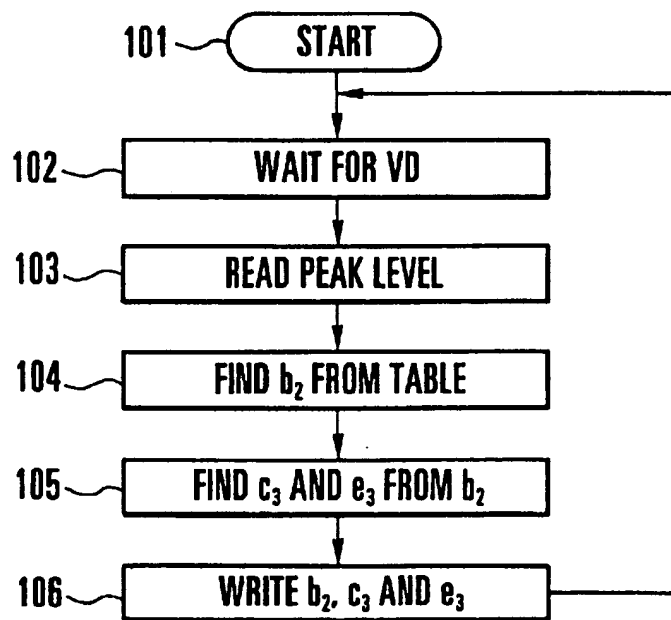 101 START
102 WAIT FOR VD
103 READ PEAK LEVEL
104 FIND b₂ FROM TABLE
105 FIND c₃ AND e₃ FROM b₂
106 WRITE b₂, c₃ AND e₃